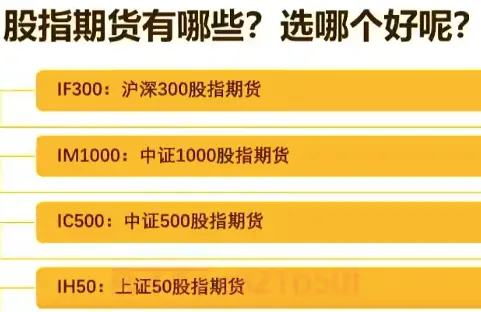 股指期货有哪些？选哪个好呢？
IF300：沪深300股指期货
IM1000：中证1000股指期货
IC500：中证500股指期货
IH50：上证50股指期货